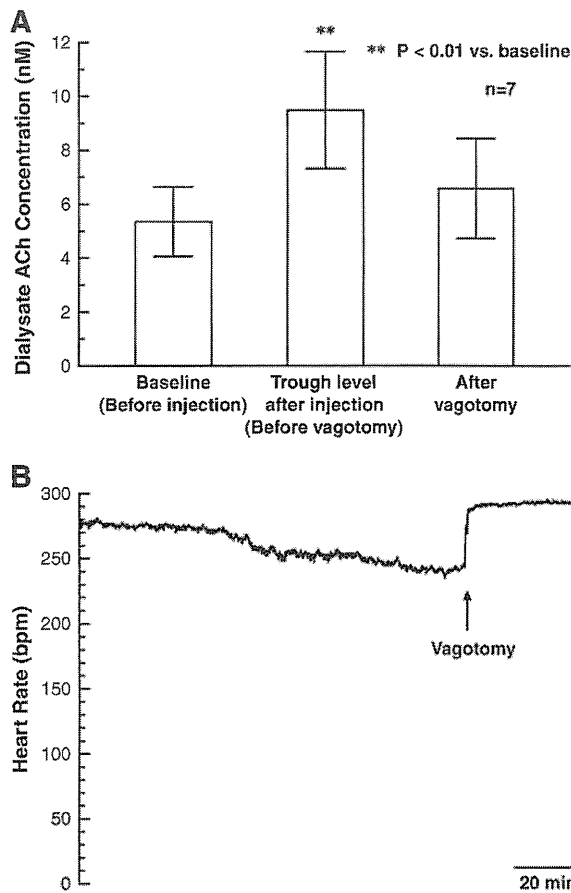 A
Dialysate ACh Concentration (nM)
12
10
8
6
4
2
0
**
** P < 0.01 vs. baseline
n=7
Baseline
(Before injection)
Trough level
after injection
(Before vagotomy)
After
vagotomy
B
Heart Rate (bpm)
300
250
200
150
100
50
0
Vagotomy
20 min